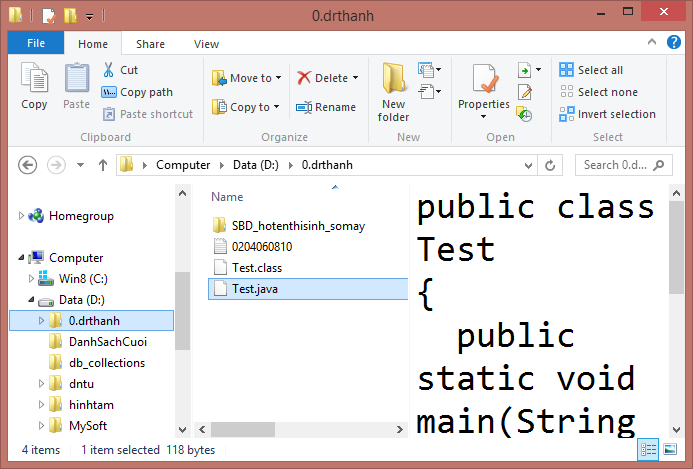 0.drthanh
File Home Share View
Copy
Paste
Cut
Copy path
Paste shortcut
Clipboard
Move to
Copy to
Delete
Rename
Organize
New folder
New
Properties
Open
Select all
Select none
Invert selection
Select
Computer Data (D:) 0.drthanh
Search 0.d...
Homegroup
Computer
Win8 (C:)
Data (D:)
0.drthanh
DanhSachCuoi
db_collections
dntu
hinhtam
MySoft
Name
SBD_hotenthisinh_somay
0204060810
Test.class
Test.java
public class
Test
{
public
static void
main(String
4 items 1 item selected 118 bytes